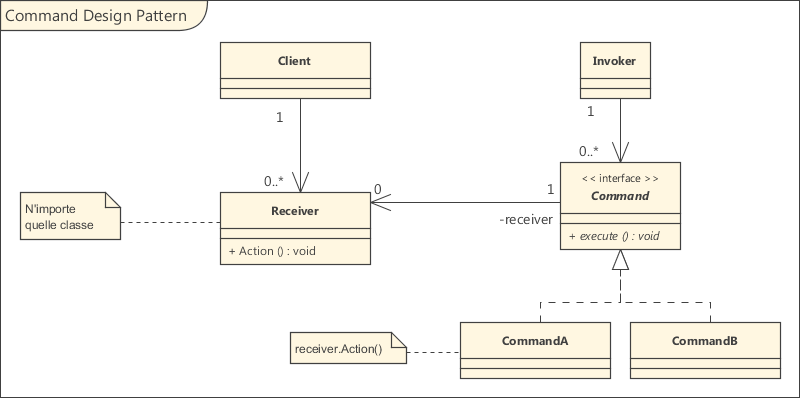 Command Design Pattern
Client
Invoker
1
1
0..*
0..*
<< interface >>
Command
+ execute () : void
0
1
-receiver
N'importe
quelle classe
Receiver
+ Action () : void
receiver.Action()
CommandA
CommandB